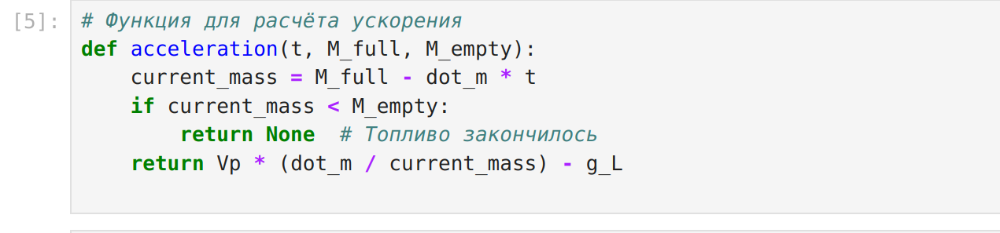 [5]: # Функция для расчёта ускорения
def acceleration(t, M_full, M_empty):
    current_mass = M_full - dot_m * t
    if current_mass < M_empty:
        return None  # Топливо закончилось
    return Vp * (dot_m / current_mass) - g_L